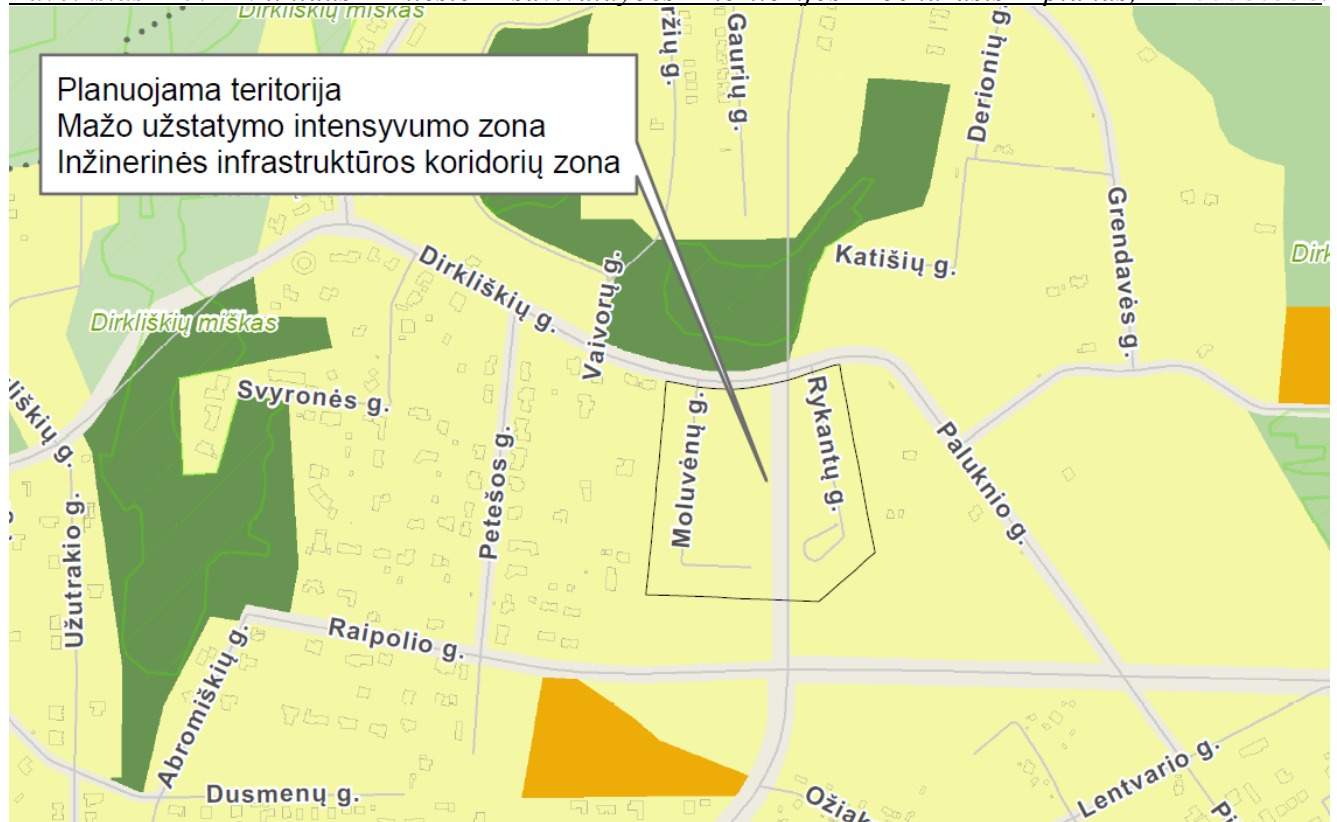 Dirkliškių miškas
Gaurių g.
Derionių g.
Planuojama teritorija
Mažo užstatymo intensyvumo zona
Inžinerinės infrastruktūros koridorių zona
Grendavės g.
Katišių g.
Dirkliškių g.
Vaivorų g.
Dirkliškių miškas
Svyronės g.
Moluvėnų g.
Rykantų g.
Paluknio g.
Petešos g.
Užutrakio g.
Raipolio g.
Abromiškių g.
Dusmenų g.
Lentvario g.